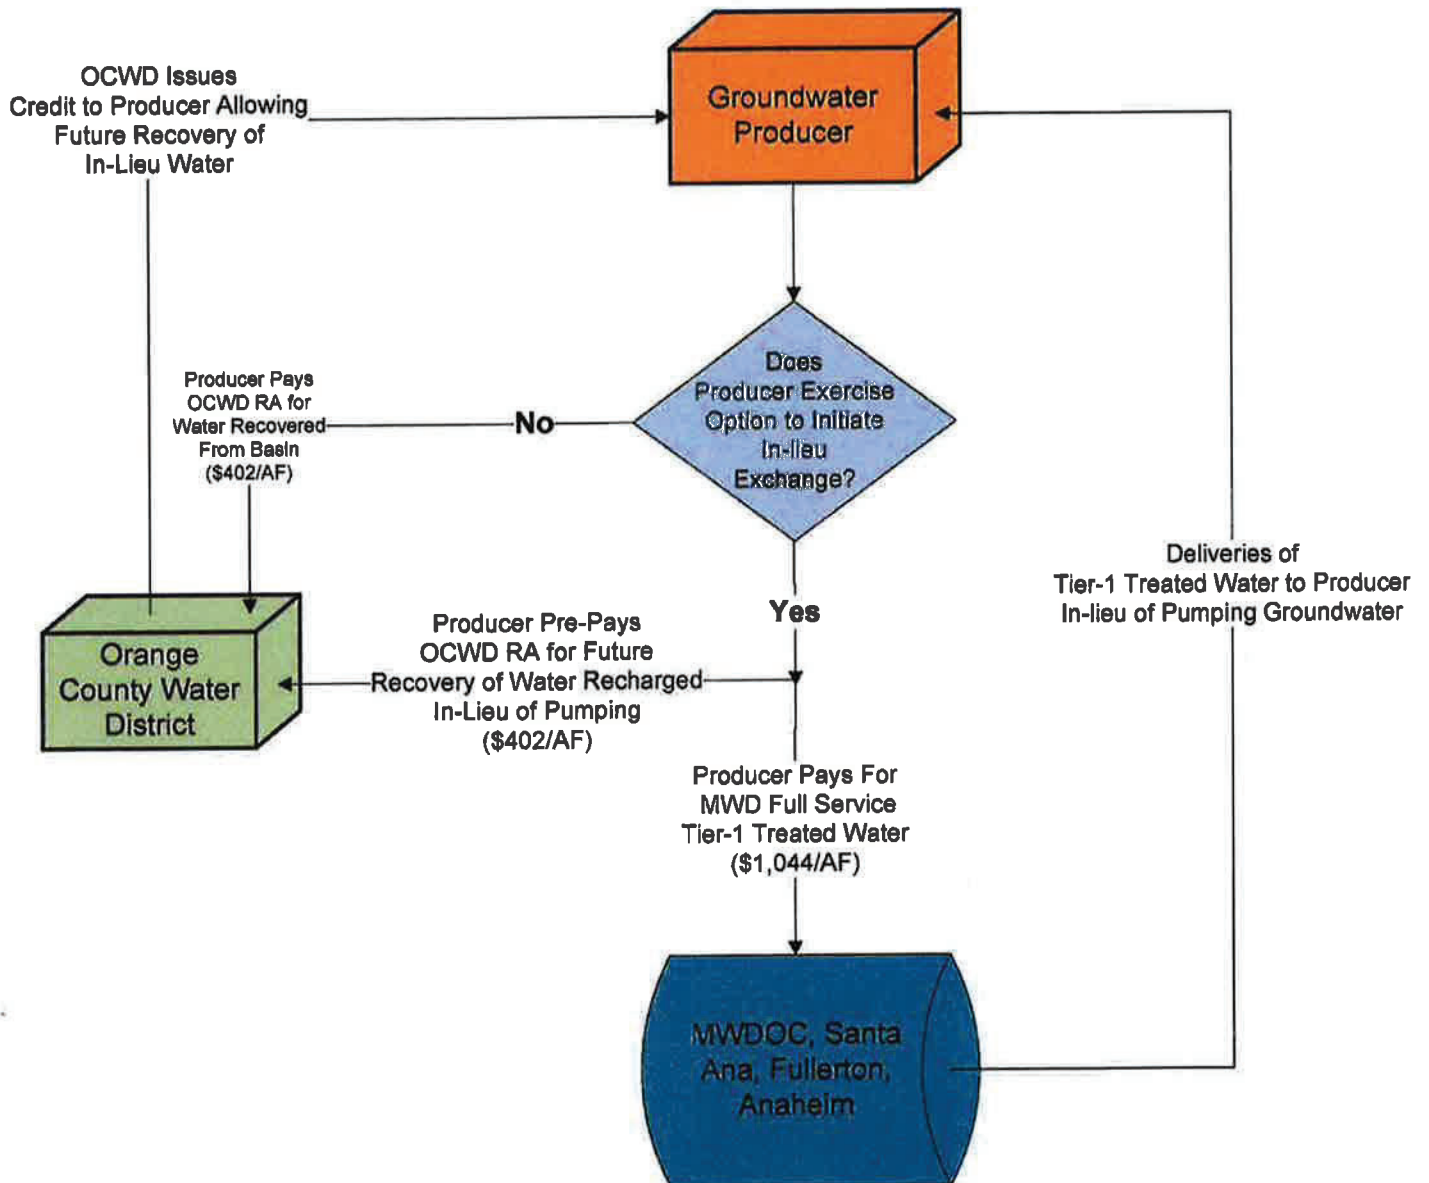 OCWD Issues
Credit to Producer Allowing
Future Recovery of
In-Lieu Water
Groundwater
Producer
Does
Producer Exercise
Option to Initiate
In-lieu
Exchange?
No
Producer Pays
OCWD RA for
Water Recovered
From Basin
($402/AF)
Yes
Orange
County Water
District
Producer Pre-Pays
OCWD RA for Future
Recovery of Water Recharged
In-Lieu of Pumping
($402/AF)
Deliveries of
Tier-1 Treated Water to Producer
In-lieu of Pumping Groundwater
Producer Pays For
MWD Full Service
Tier-1 Treated Water
($1,044/AF)
MWDOC, Santa
Ana, Fullerton,
Anaheim